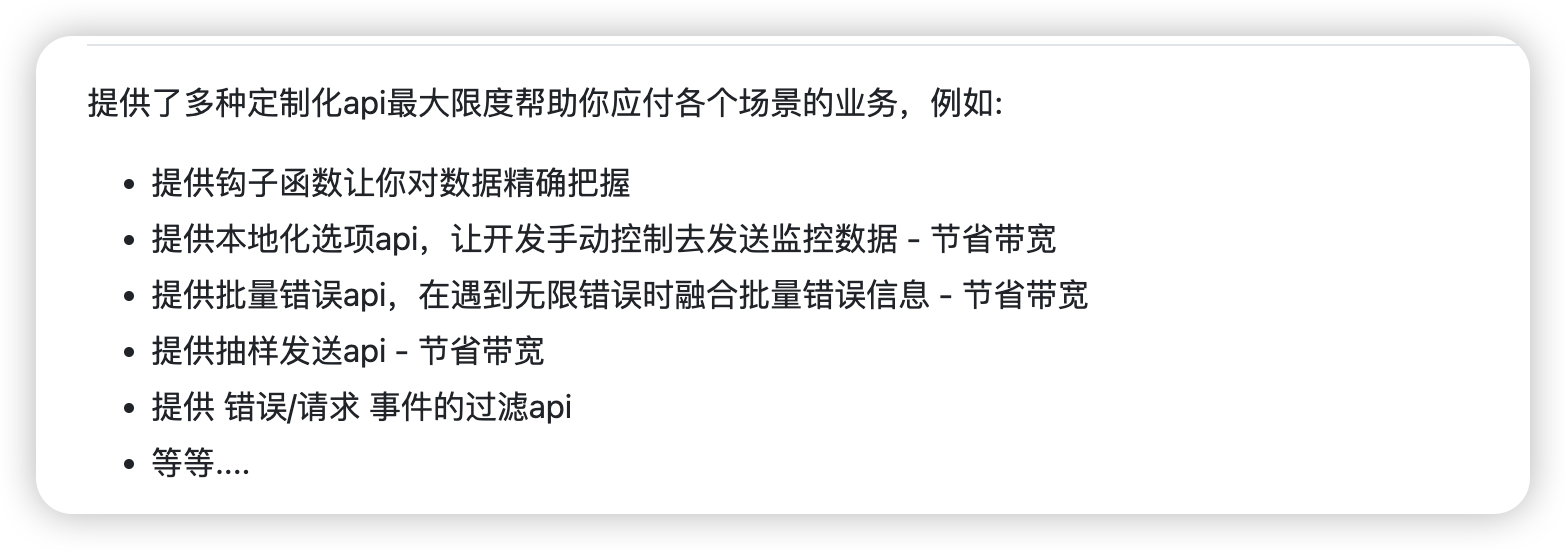 提供了多种定制化api最大限度帮助你应付各个场景的业务，例如:
• 提供钩子函数让你对数据精确把握
• 提供本地化选项api，让开发手动控制去发送监控数据 - 节省带宽
• 提供批量错误api，在遇到无限错误时融合批量错误信息 - 节省带宽
• 提供抽样发送api - 节省带宽
• 提供 错误/请求 事件的过滤api
• 等等....